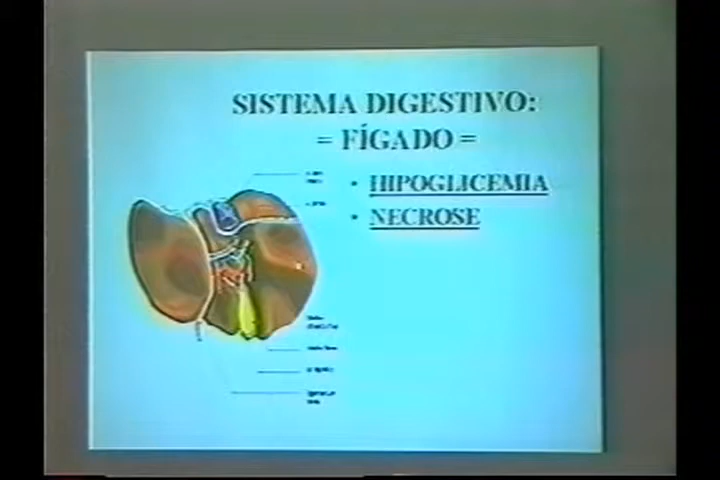 SISTEMA DIGESTIVO:
= FÍGADO =
• HIPOGLICEMIA
• NECROSE